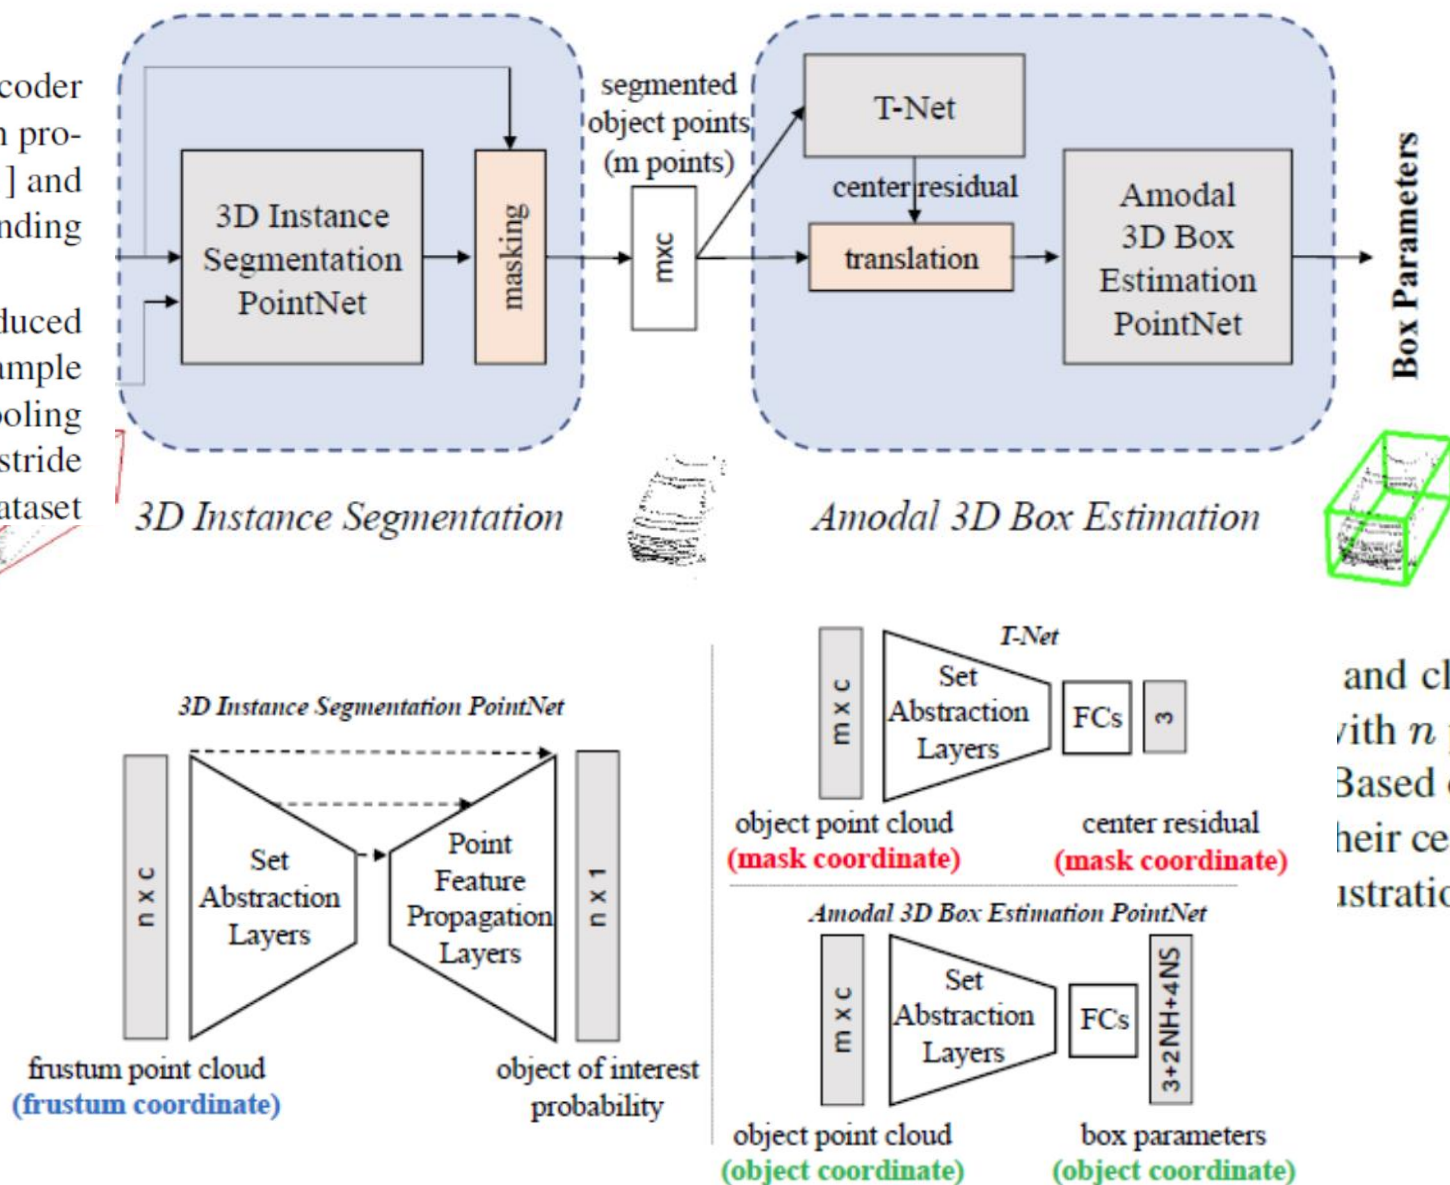 coder
pro-
] and
nding
duced
ample
ooling
stride
ataset
segmented
object points
(m points)
T-Net
center residual
3D Instance
Segmentation
PointNet
masking
mxc
translation
Amodal
3D Box
Estimation
PointNet
Box Parameters
3D Instance Segmentation
Amodal 3D Box Estimation
3D Instance Segmentation PointNet
n x c
Set
Abstraction
Layers
Point
Feature
Propagation
Layers
n x 1
frustum point cloud
(frustum coordinate)
object of interest
probability
T-Net
m x c
Set
Abstraction
Layers
FCs
3
object point cloud
(mask coordinate)
center residual
(mask coordinate)
Amodal 3D Box Estimation PointNet
m x c
Set
Abstraction
Layers
FCs
3+2NH+4NS
object point cloud
(object coordinate)
box parameters
(object coordinate)
and cl
with n
Based
heir ce
ustratio